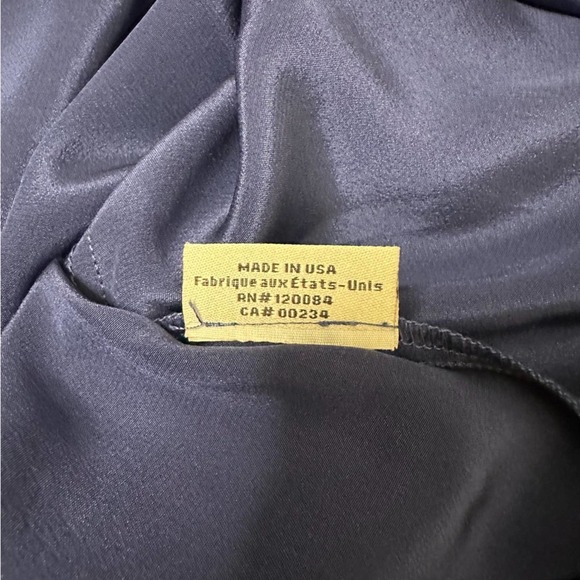 MADE IN USA
Fabrique aux États-Unis
RN# 120084
CA# 00234